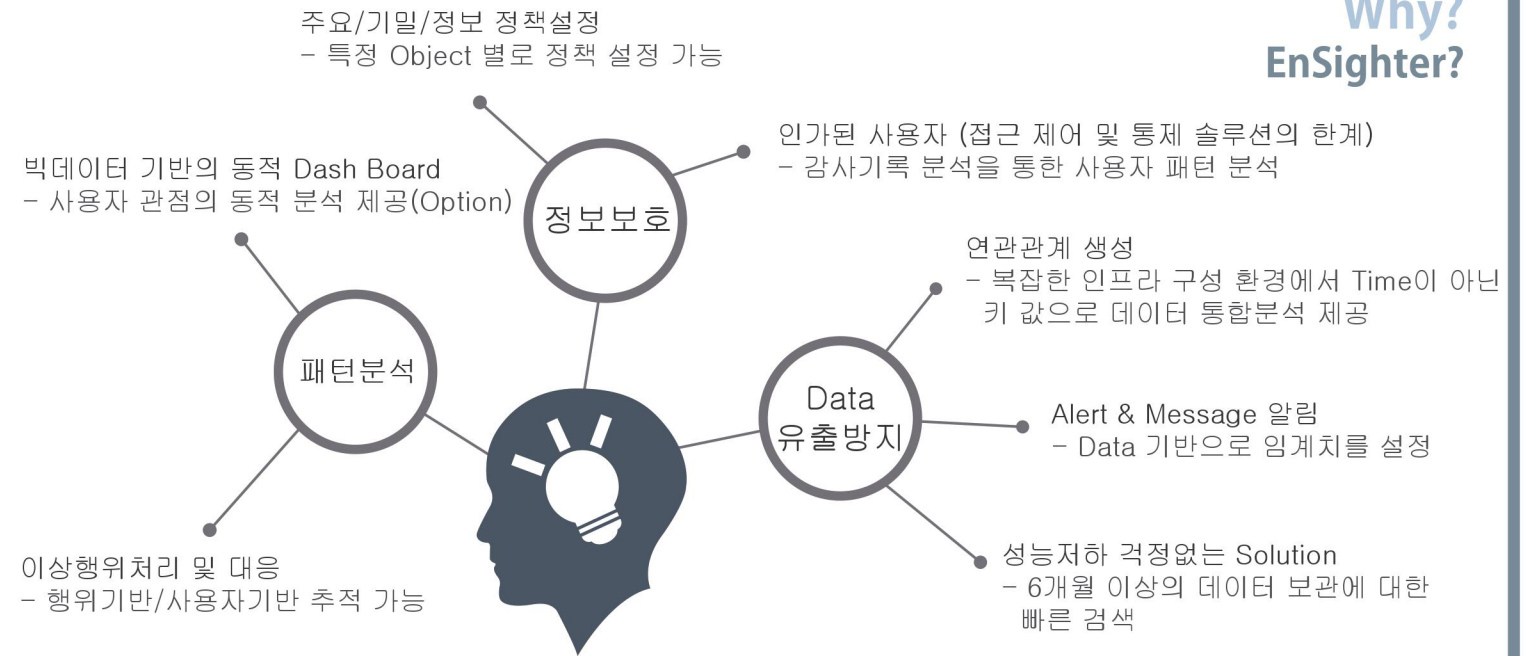 Why?
EnSighter?
주요/기밀/정보 정책설정
- 특정 Object 별로 정책 설정 가능
인가된 사용자 (접근 제어 및 통제 솔루션의 한계)
- 감사기록 분석을 통한 사용자 패턴 분석
빅데이터 기반의 동적 Dash Board
- 사용자 관점의 동적 분석 제공(Option)
정보보호
연관관계 생성
- 복잡한 인프라 구성 환경에서 Time이 아닌
키 값으로 데이터 통합분석 제공
패턴분석
Data
유출방지
Alert & Message 알림
- Data 기반으로 임계치를 설정
이상행위처리 및 대응
- 행위기반/사용자기반 추적 가능
성능저하 걱정없는 Solution
- 6개월 이상의 데이터 보관에 대한
빠른 검색